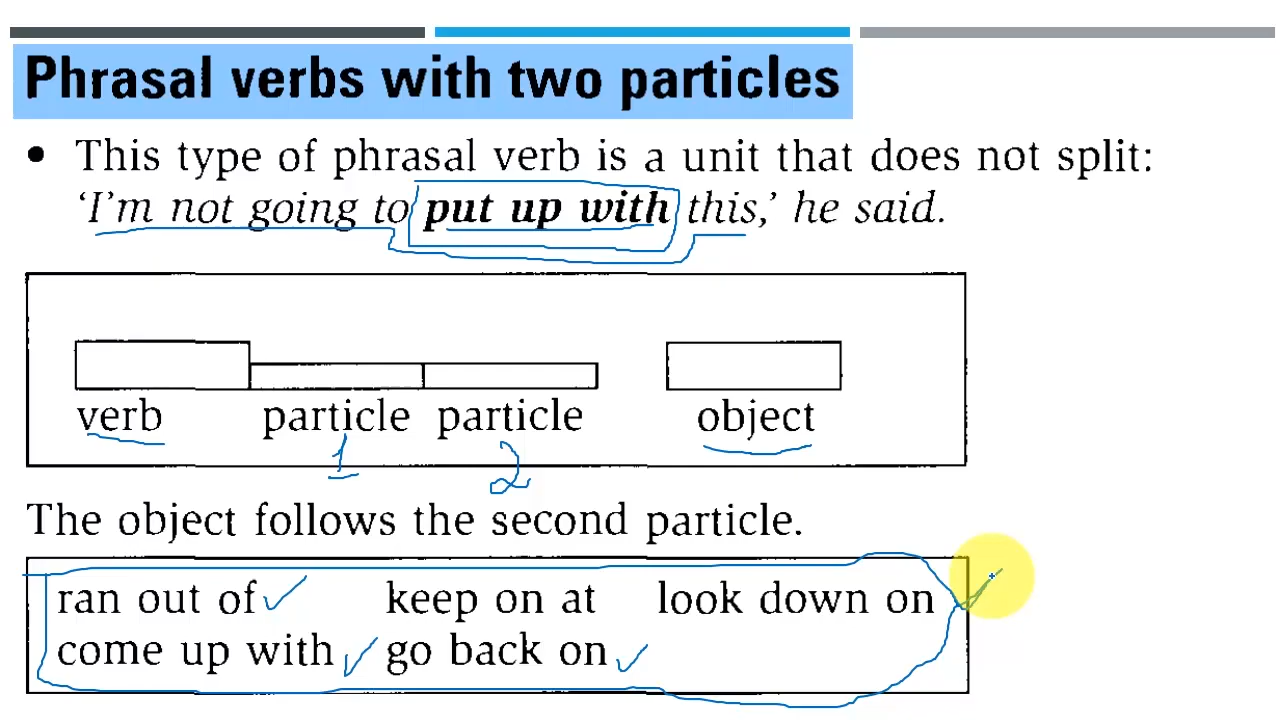 Phrasal verbs with two particles
• This type of phrasal verb is a unit that does not split:
‘I’m not going to put up with this,’ he said.
verb particle particle object
1 2
The object follows the second particle.
ran out of keep on at look down on
come up with go back on